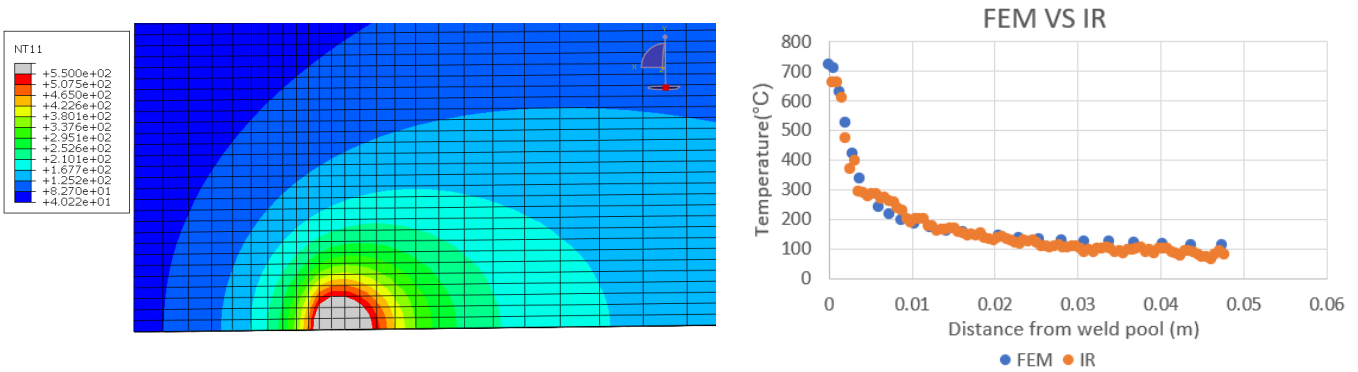 NT11
+5.500e+02
+5.075e+02
+4.650e+02
+4.226e+02
+3.801e+02
+3.376e+02
+2.951e+02
+2.526e+02
+2.101e+02
+1.677e+02
+1.252e+02
+8.270e+01
+4.022e+01
Y
X
FEM VS IR
Temperature(°C)
800
700
600
500
400
300
200
100
0
0 0.01 0.02 0.03 0.04 0.05 0.06
Distance from weld pool (m)
FEM IR